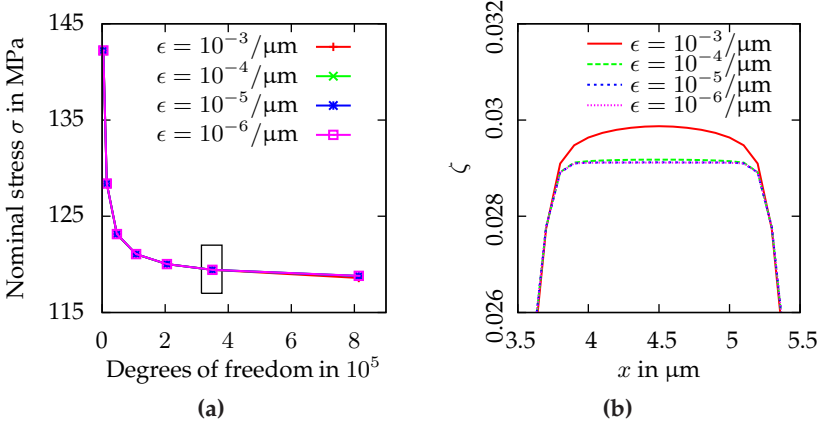 145
135
125
115
Nominal stress σ in MPa
ϵ = 10⁻³/µm
ϵ = 10⁻⁴/µm
ϵ = 10⁻⁵/µm
ϵ = 10⁻⁶/µm
0 2 4 6 8
Degrees of freedom in 10⁵
(a)
0.032
0.03
0.028
0.026
ζ
ϵ = 10⁻³/µm
ϵ = 10⁻⁴/µm
ϵ = 10⁻⁵/µm
ϵ = 10⁻⁶/µm
3.5 4 4.5 5 5.5
x in µm
(b)